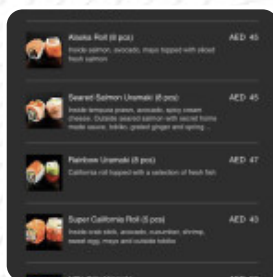 Alaska Roll (8 pcs)
AED 45
Inside salmon, avocado, mayo topped with sliced
fresh salmon
Seared Salmon Uramaki (8 pcs)
AED 45
Inside tempura prawn, avocado, spicy cream
cheese. Outside seared salmon with secret home
made sauce, tobiko, grated ginger and spring ...
Rainbow Uramaki (8 pcs)
AED 47
California roll topped with a selection of fresh fish
Super California Roll (5 pcs)
AED 43
Inside crab stick, avocado, cucumber, shrimp,
sweet egg, mayo and outside tobiko